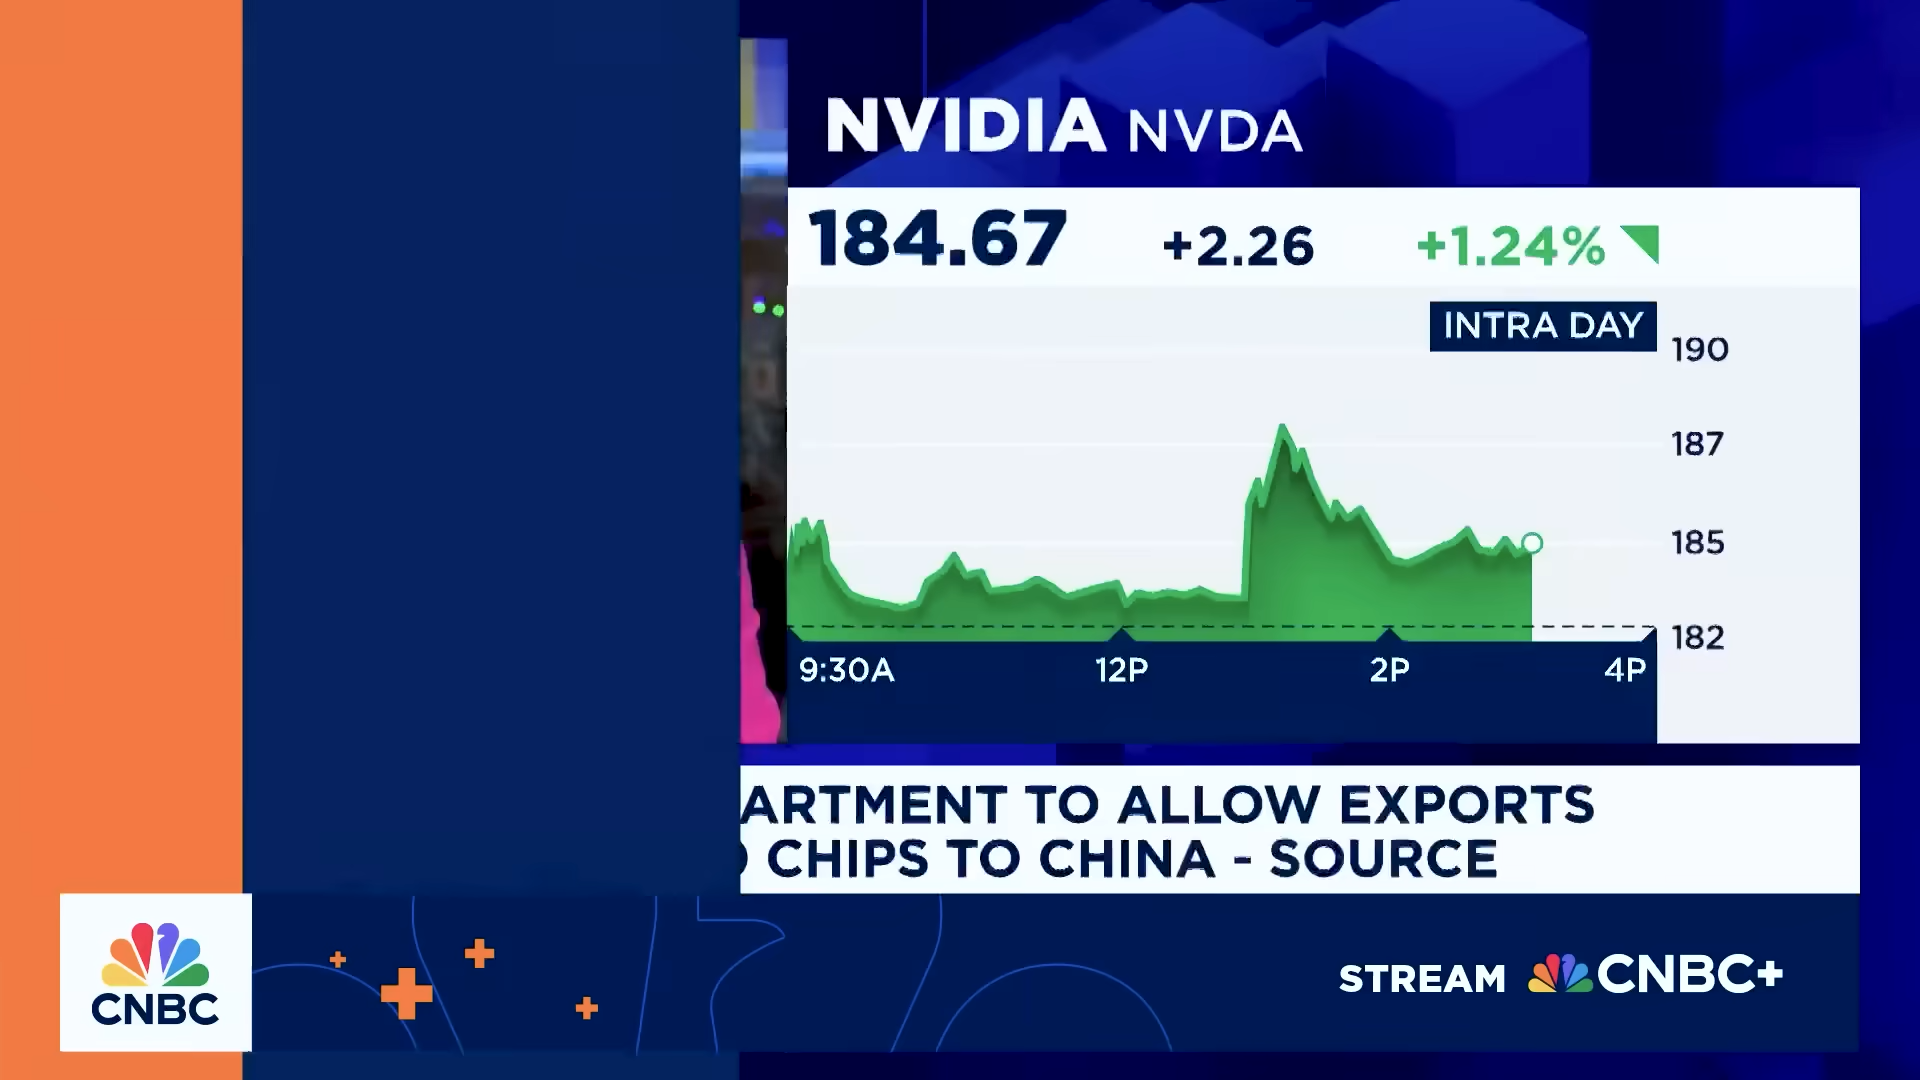 NVIDIA NVDA
184.67 +2.26 +1.24%
INTRA DAY
190
187
185
182
9:30A 12P 2P 4P
ARTMENT TO ALLOW EXPORTS
CHIPS TO CHINA - SOURCE
CNBC
STREAM CNBC+